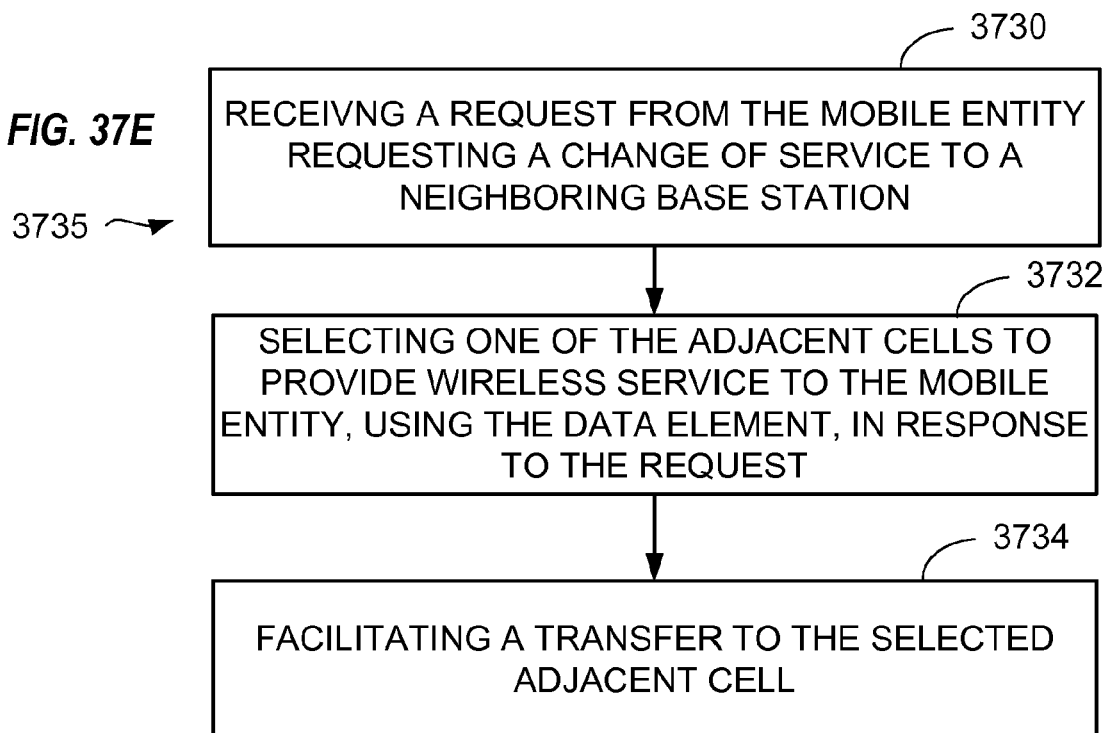 3730
FIG. 37E
3735
RECEIVNG A REQUEST FROM THE MOBILE ENTITY
REQUESTING A CHANGE OF SERVICE TO A
NEIGHBORING BASE STATION
3732
SELECTING ONE OF THE ADJACENT CELLS TO
PROVIDE WIRELESS SERVICE TO THE MOBILE
ENTITY, USING THE DATA ELEMENT, IN RESPONSE
TO THE REQUEST
3734
FACILITATING A TRANSFER TO THE SELECTED
ADJACENT CELL